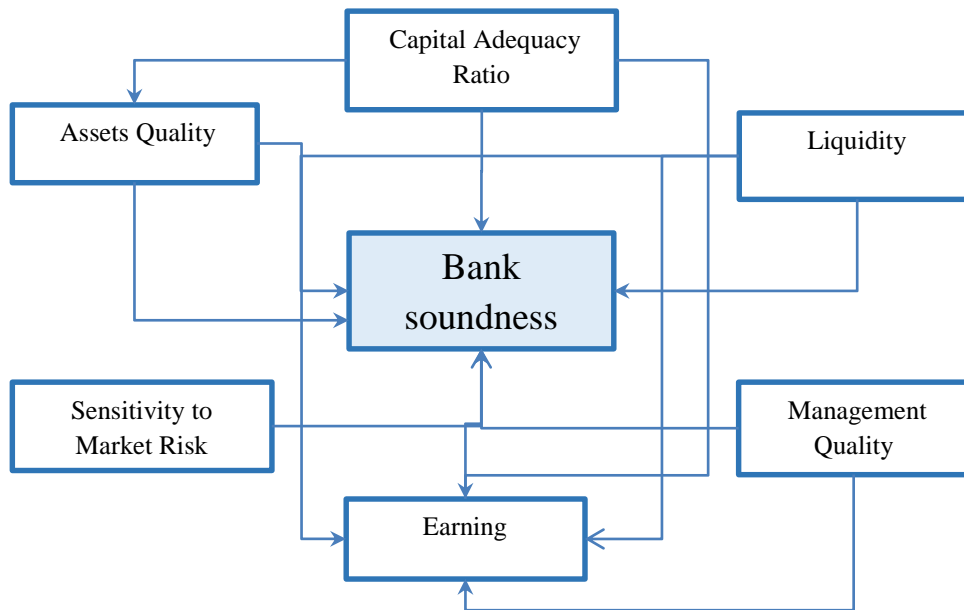 Capital Adequacy
Ratio
Assets Quality
Liquidity
Bank
soundness
Sensitivity to
Market Risk
Management
Quality
Earning